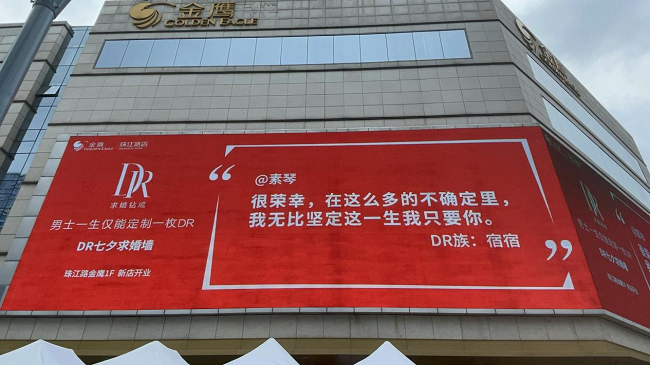 金鹰
GOLDEN EAGLE
金鹰 珠江路店
GOLDEN EAGLE
DR
求婚钻戒
男士一生仅能定制一枚DR
DR七夕求婚墙
珠江路金鹰1F 新店开业
“
@素琴
很荣幸，在这么多的不确定里，
我无比坚定这一生我只要你。
DR族：宿宿
”
DR